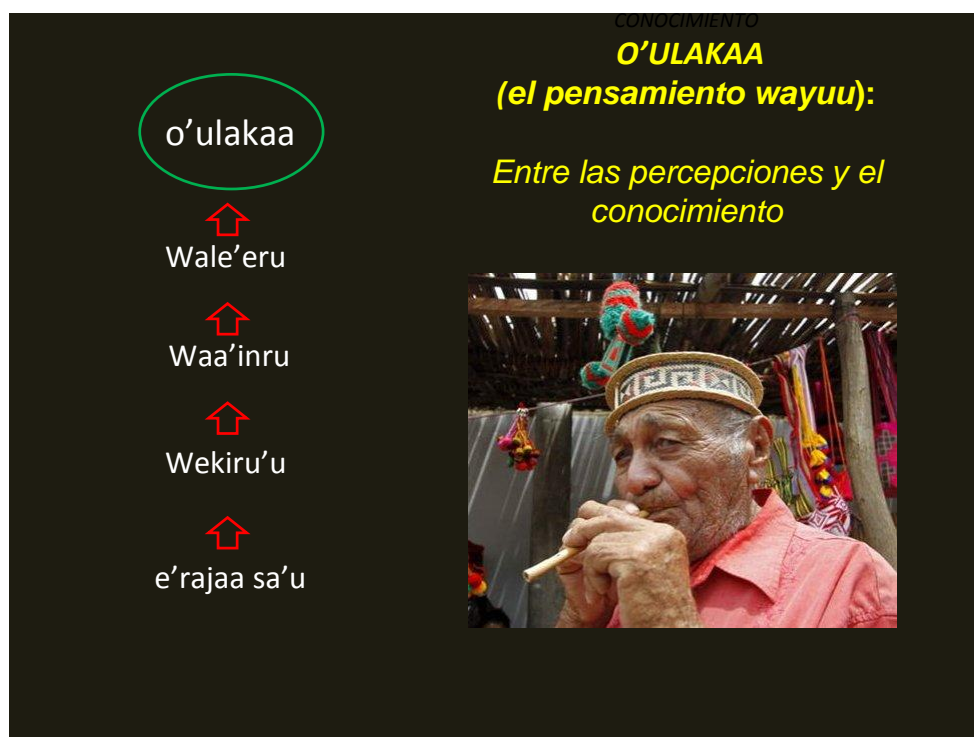 CONOCIMIENTO
O’ULAKAA
(el pensamiento wayuu):
Entre las percepciones y el
conocimiento
o’ulakaa
Wale’eru
Waa’inru
Wekiru’u
e’rajaa sa’u